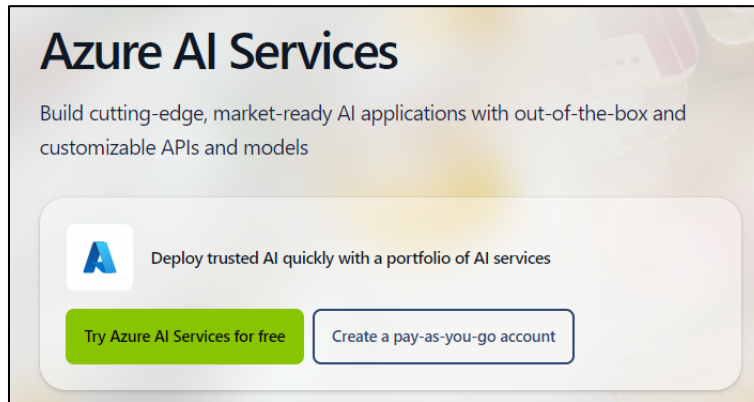 Azure AI Services
Build cutting-edge, market-ready AI applications with out-of-the-box and
customizable APIs and models
Deploy trusted AI quickly with a portfolio of AI services
Try Azure AI Services for free
Create a pay-as-you-go account